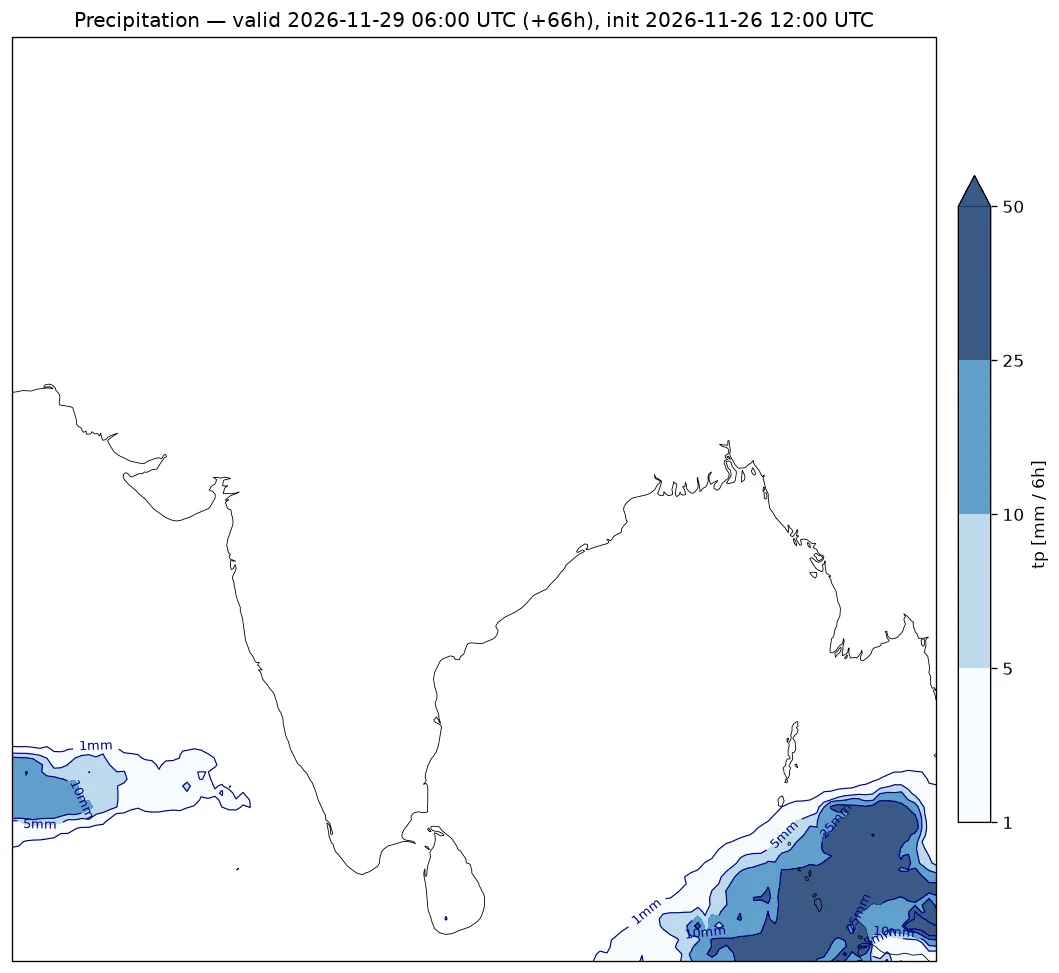 Precipitation — valid 2026-11-29 06:00 UTC (+66h), init 2026-11-26 12:00 UTC
50
25
10
5
1
tp [mm / 6h]
1mm
10mm
5mm
5mm
25mm
1mm
10mm
25mm
10mm